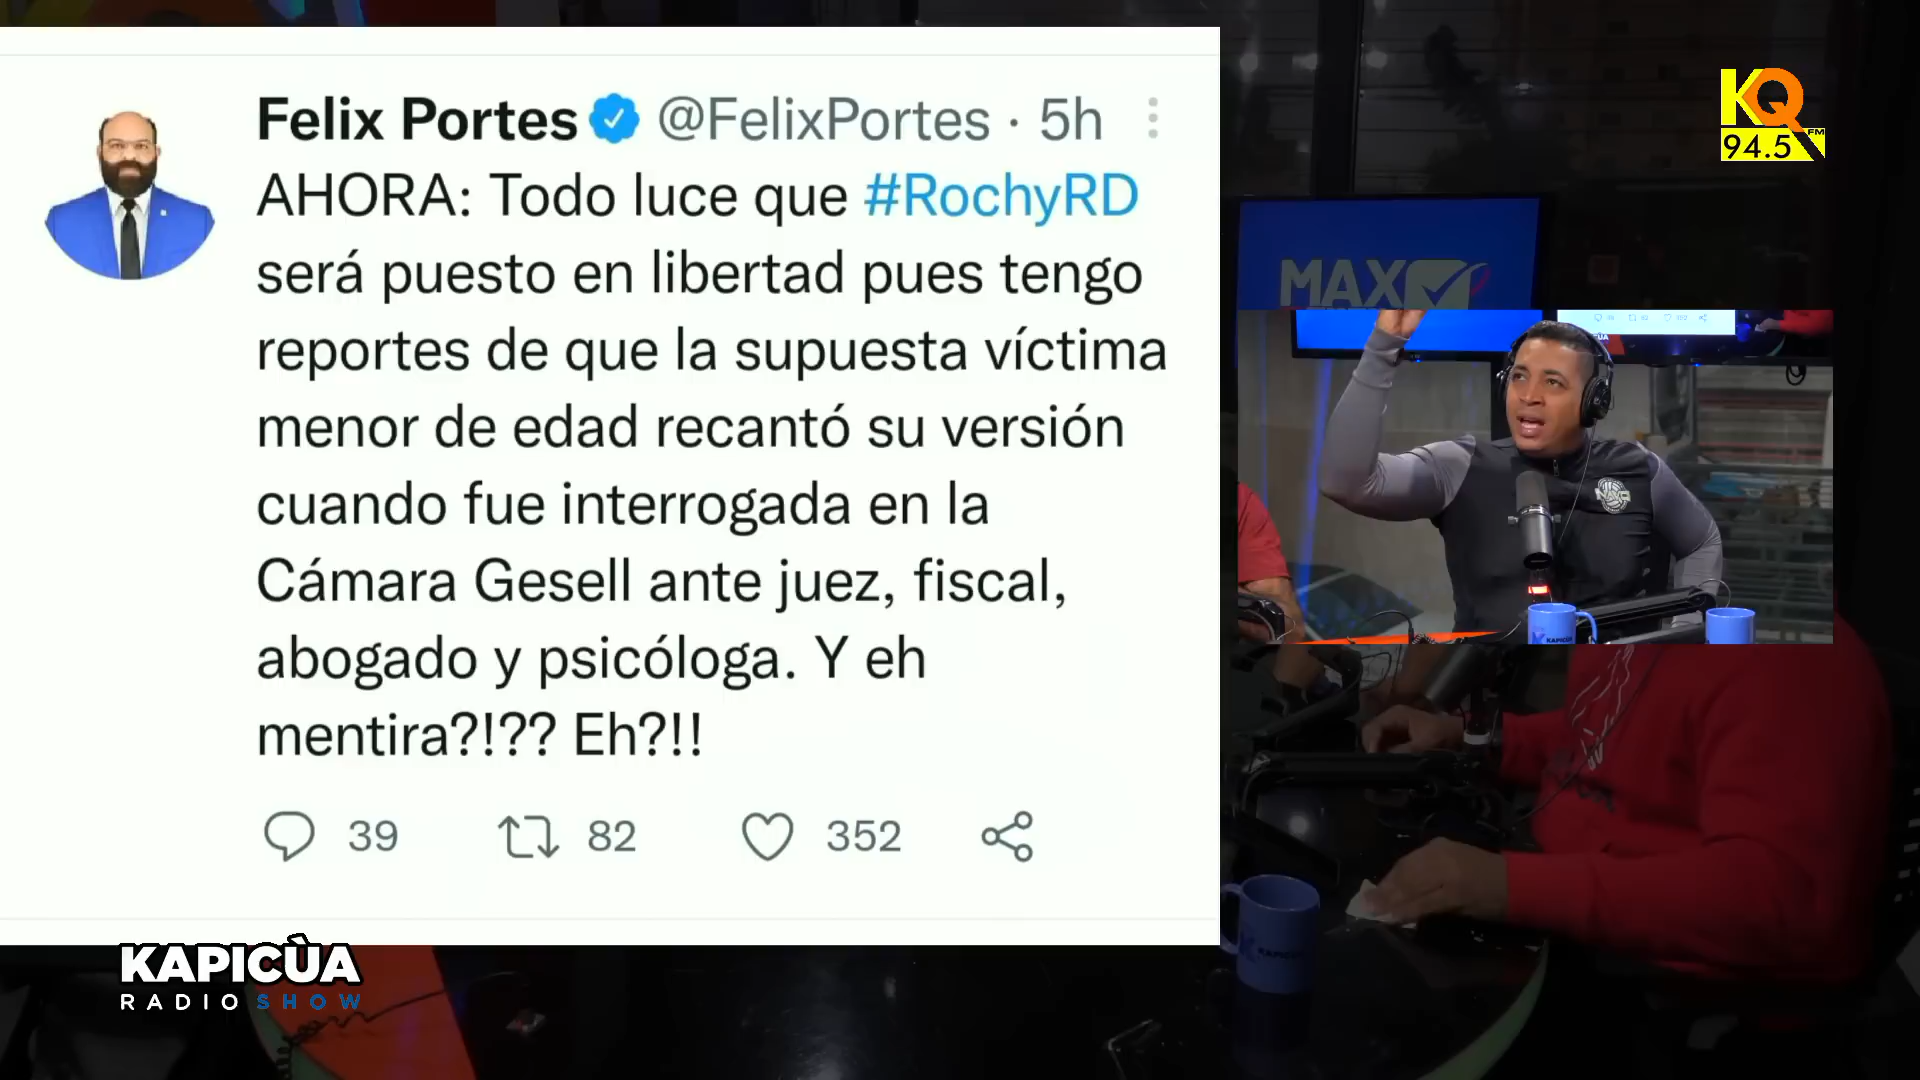 Felix Portes @FelixPortes · 5h
AHORA: Todo luce que #RochyRD
será puesto en libertad pues tengo
reportes de que la supuesta víctima
menor de edad recantó su versión
cuando fue interrogada en la
Cámara Gesell ante juez, fiscal,
abogado y psicóloga. Y eh
mentira?!?? Eh?!!
39 82 352
KQ
94.5 FM
MAX
KAPICÙA
KAPICÙA
RADIO SHOW